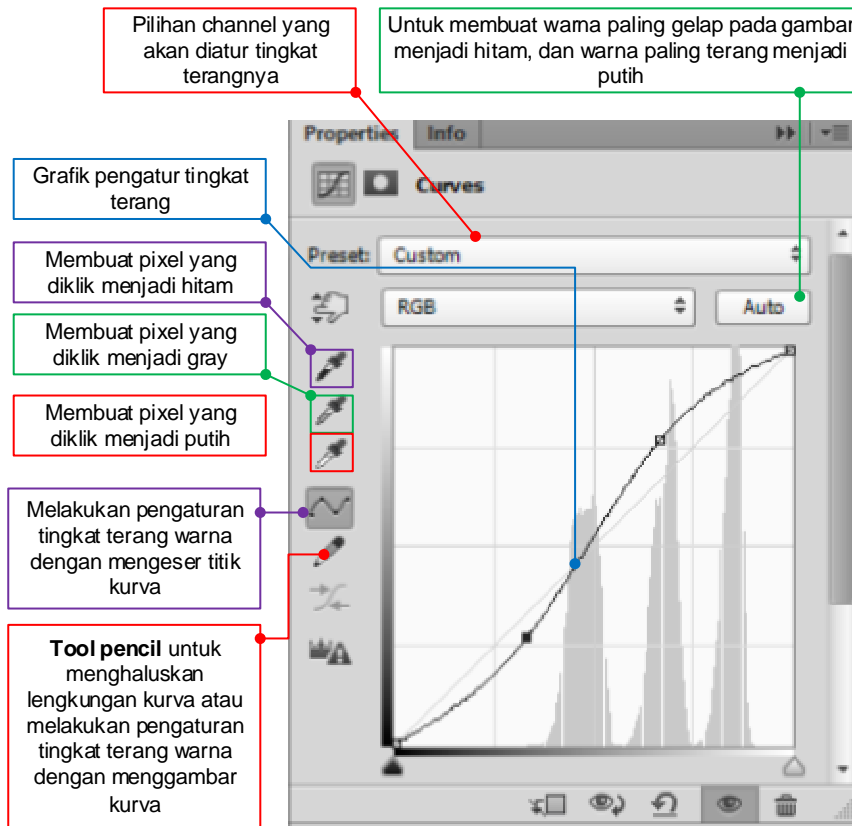 Pilihan channel yang
akan diatur tingkat
terangnya
Untuk membuat warna paling gelap pada gambar
menjadi hitam, dan warna paling terang menjadi
putih
Properties
Info
Curves
Grafik pengatur tingkat
terang
Preset:
Custom
Membuat pixel yang
diklik menjadi hitam
RGB
Auto
Membuat pixel yang
diklik menjadi gray
Membuat pixel yang
diklik menjadi putih
Melakukan pengaturan
tingkat terang warna
dengan mengeser titik
kurva
Tool pencil untuk
menghaluskan
lengkungan kurva atau
melakukan pengaturan
tingkat terang warna
dengan menggambar
kurva